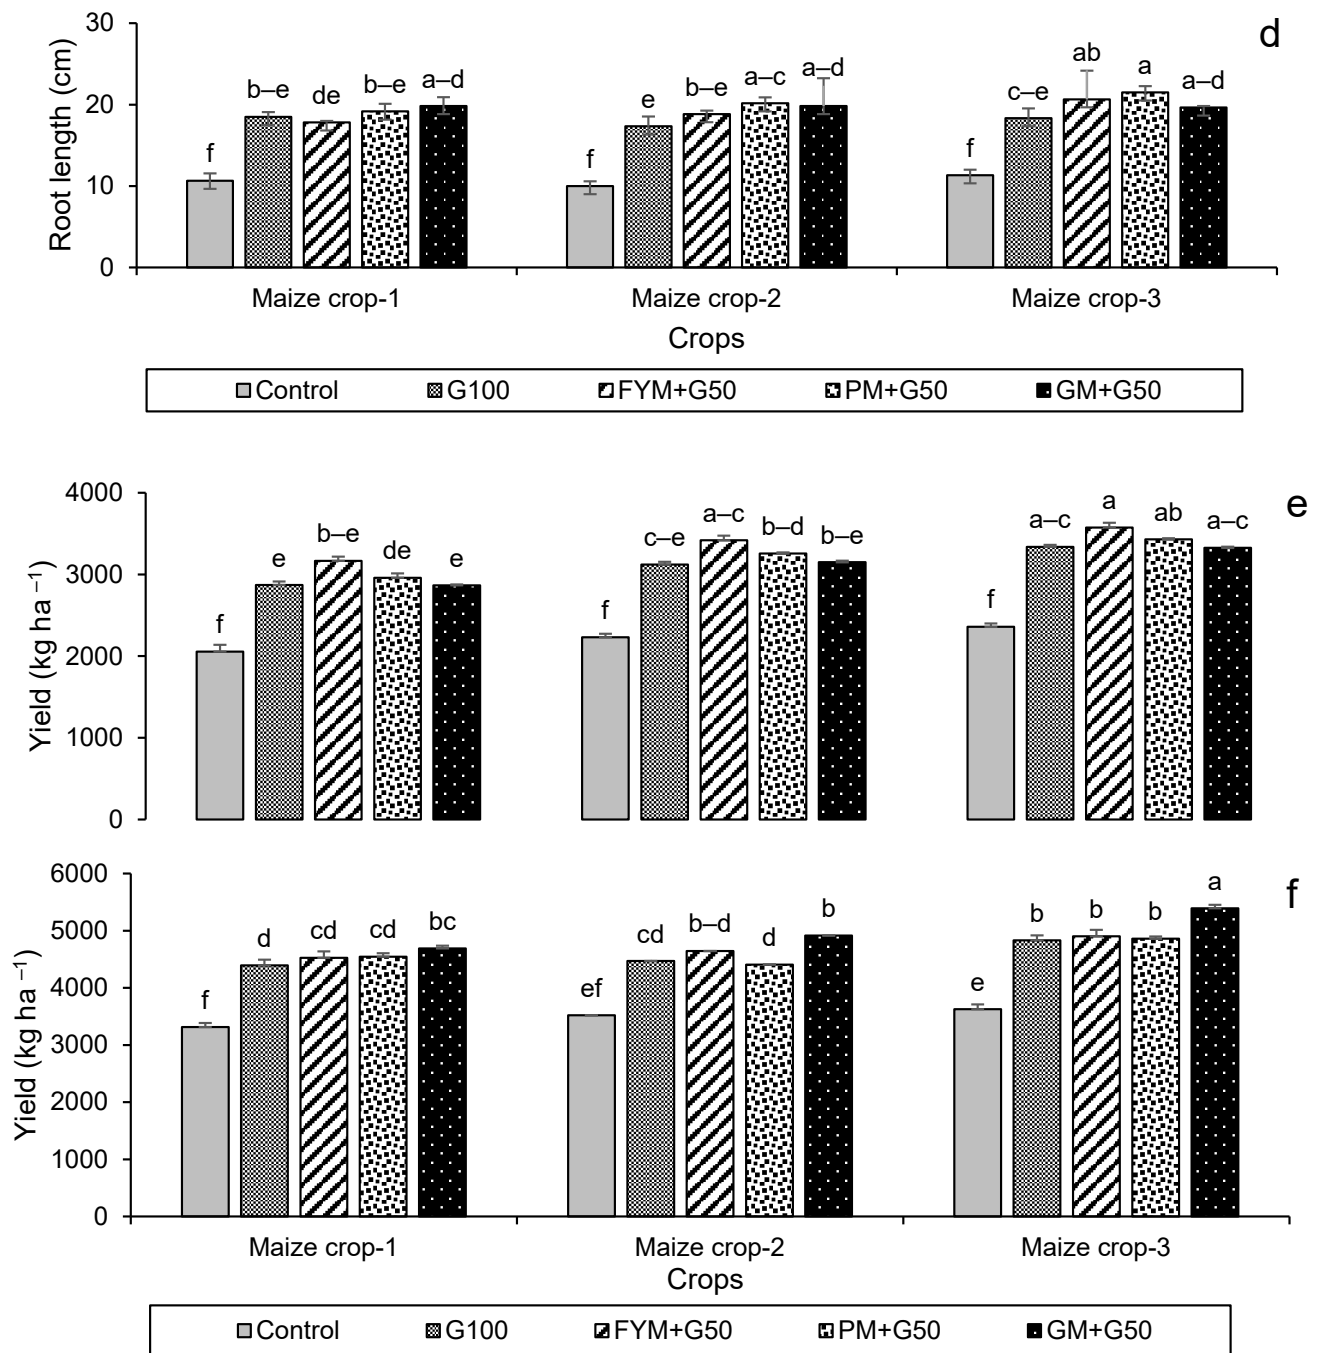 d
Root length (cm)
30
20
10
0
f b–e de b–e a–d
f e b–e a–c a–d
f c–e ab a a–d
Maize crop-1 Maize crop-2 Maize crop-3
Crops
Control G100 FYM+G50 PM+G50 GM+G50
e
Yield (kg ha –1)
4000
3000
2000
1000
0
f e b–e de e
f c–e a–c b–d b–e
f a–c a ab a–c
f
Yield (kg ha –1)
6000
5000
4000
3000
2000
1000
0
f d cd cd bc
ef cd b–d d b
e b b b a
Maize crop-1 Maize crop-2 Maize crop-3
Crops
Control G100 FYM+G50 PM+G50 GM+G50